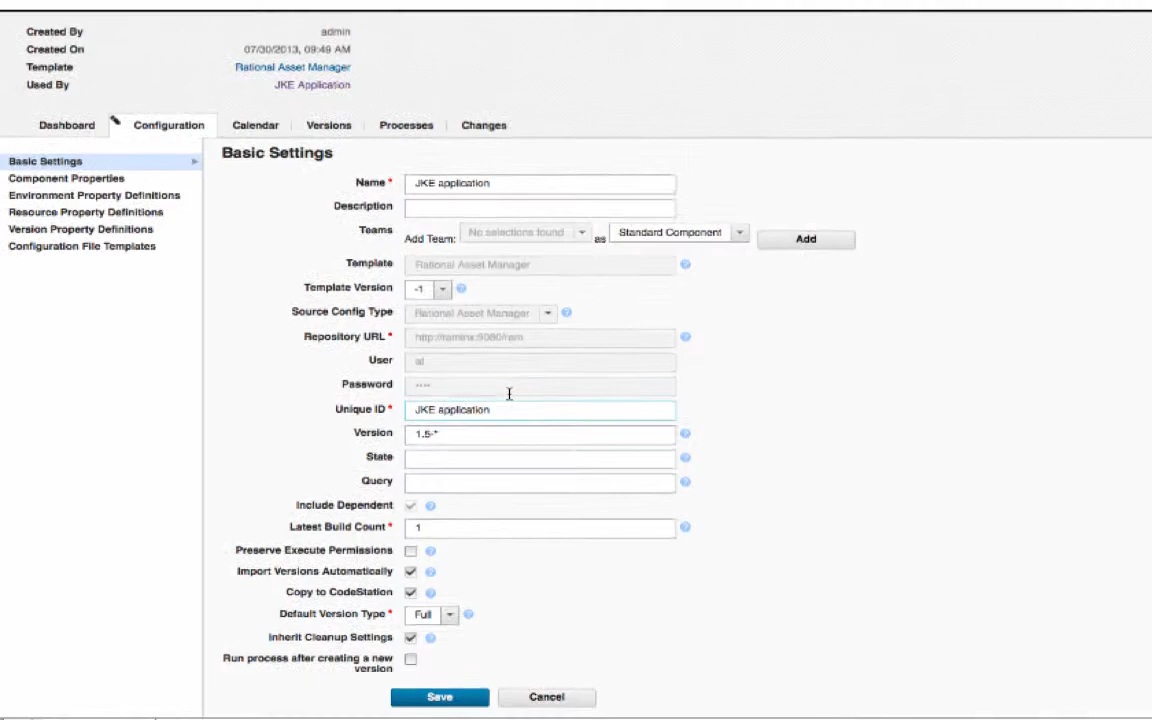 Created By admin
Created On 07/30/2013, 09:49 AM
Template Rational Asset Manager
Used By JKE Application
Dashboard Configuration Calendar Versions Processes Changes
Basic Settings
Component Properties
Environment Property Definitions
Resource Property Definitions
Version Property Definitions
Configuration File Templates
Basic Settings
Name * JKE application
Description
Teams Add Team: No selections found as Standard Component Add
Template Rational Asset Manager
Template Version -1
Source Config Type Rational Asset Manager
Repository URL *
User
Password ••••
Unique ID * JKE application
Version 1.5-*
State
Query
Include Dependent
Latest Build Count * 1
Preserve Execute Permissions
Import Versions Automatically
Copy to CodeStation
Default Version Type * Full
Inherit Cleanup Settings
Run process after creating a new
version
Save Cancel